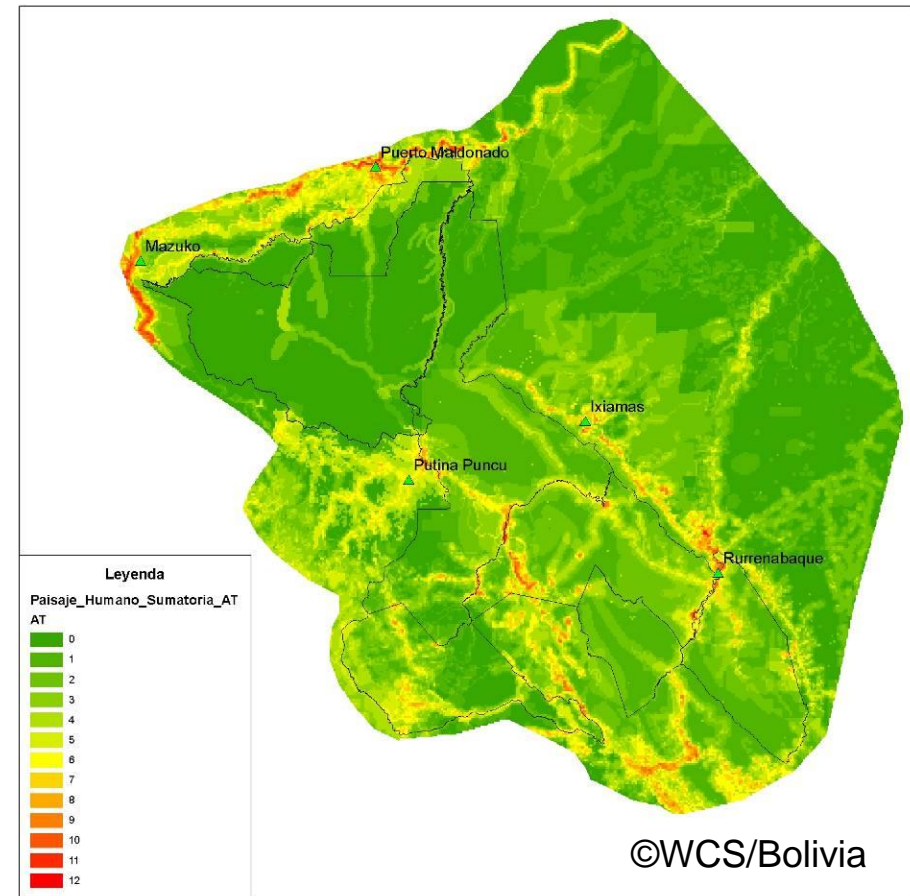 Puerto Maldonado
Mazuko
Ixiamas
Putina Puncu
Rurrenabaque
Leyenda
Paisaje_Humano_Sumatoria_AT
AT
0
1
2
3
4
5
6
7
8
9
10
11
12
©WCS/Bolivia